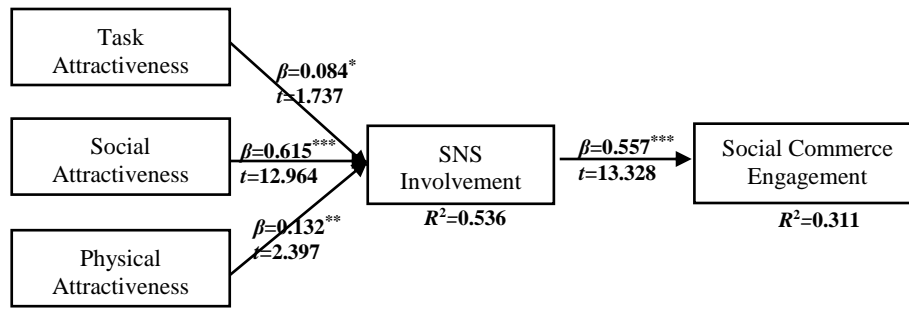 Task
Attractiveness
β=0.084*
t=1.737
Social
Attractiveness
β=0.615***
t=12.964
SNS
Involvement
R²=0.536
β=0.557***
t=13.328
Social Commerce
Engagement
R²=0.311
β=0.132**
t=2.397
Physical
Attractiveness